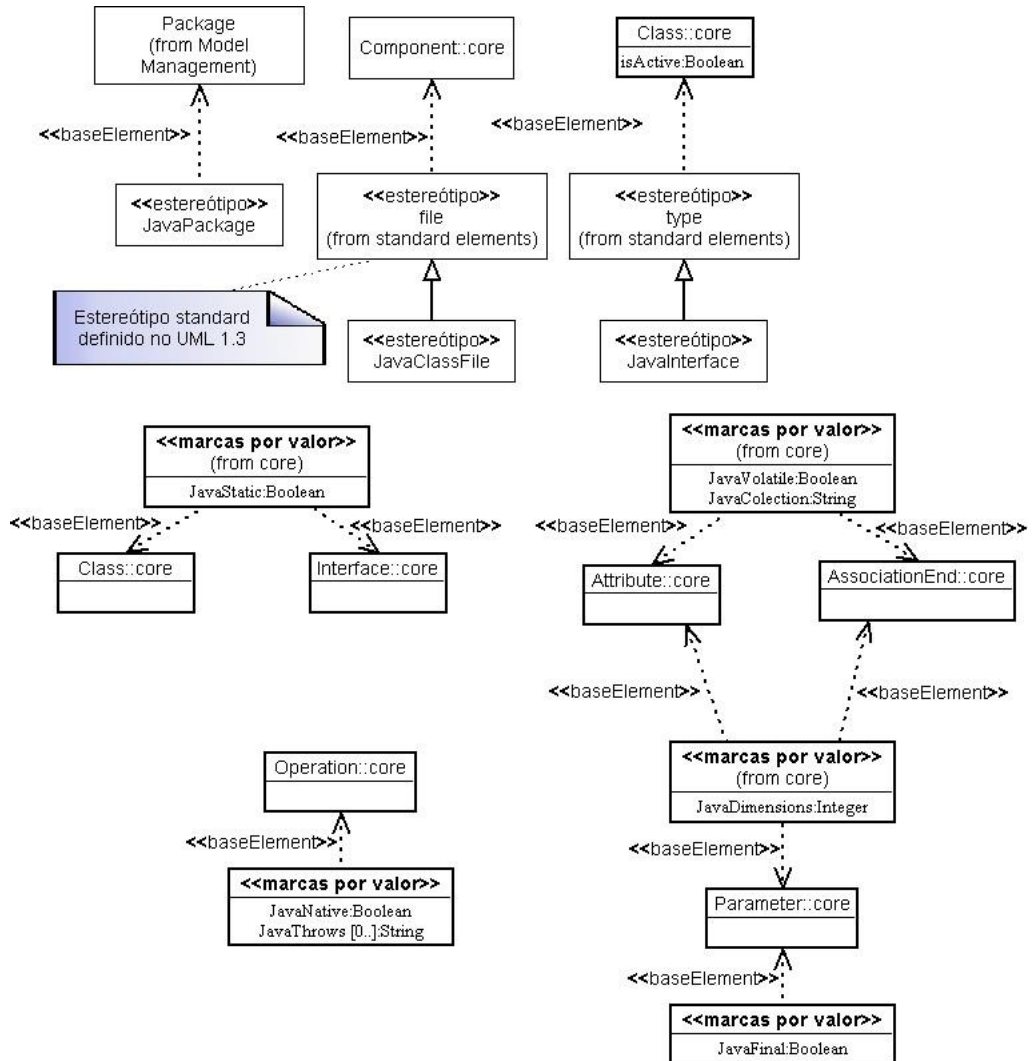 Package
(from Model
Management)
Component::core
Class::core
isActive:Boolean
<<baseElement>>
<<baseElement>>
<<baseElement>>
<<estereótipo>>
JavaPackage
<<estereótipo>>
file
(from standard elements)
<<estereótipo>>
type
(from standard elements)
Estereótipo standard
definido no UML 1.3
<<estereótipo>>
JavaClassFile
<<estereótipo>>
JavaInterface
<<marcas por valor>>
(from core)
JavaStatic:Boolean
<<baseElement>>
<<baseElement>>
Class::core
Interface::core
<<marcas por valor>>
(from core)
JavaVolatile:Boolean
JavaColection:String
<<baseElement>>
<<baseElement>>
Attribute::core
AssociationEnd::core
<<baseElement>>
<<baseElement>>
Operation::core
<<baseElement>>
<<marcas por valor>>
JavaNative:Boolean
JavaThrows [0..]:String
<<marcas por valor>>
(from core)
JavaDimensions:Integer
<<baseElement>>
Parameter::core
<<baseElement>>
<<marcas por valor>>
JavaFinal:Boolean